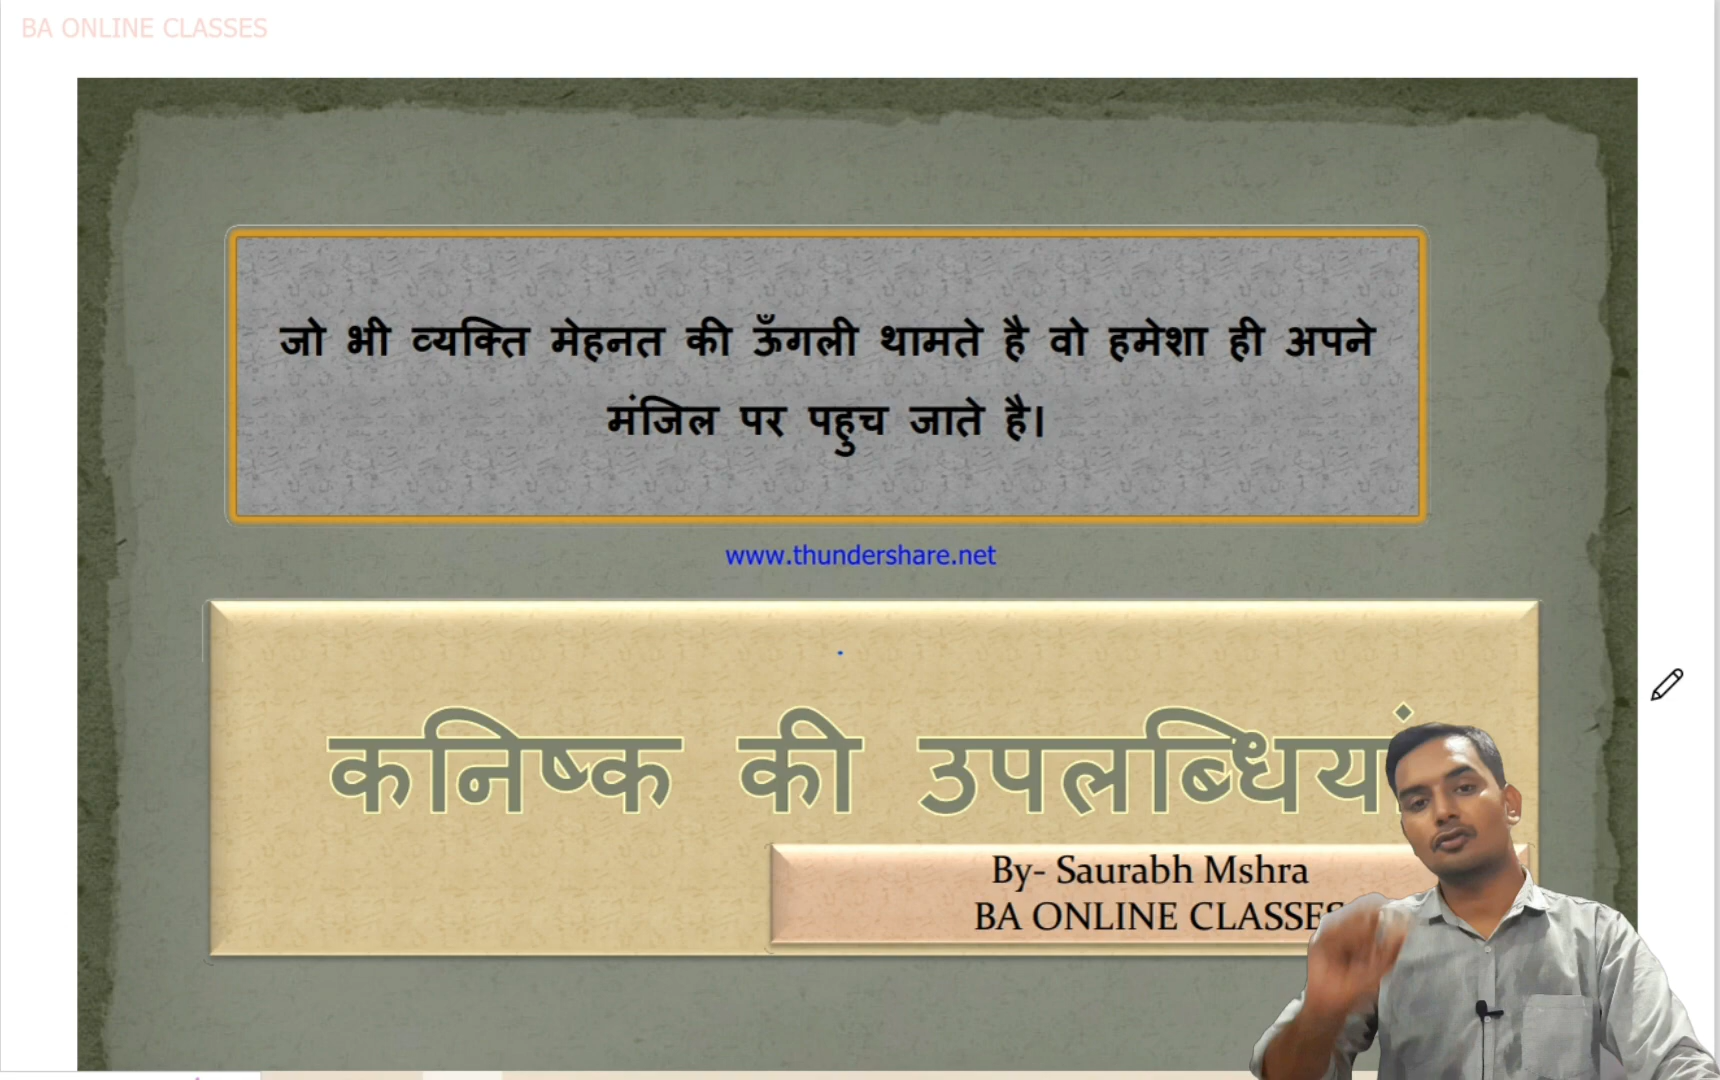 BA ONLINE CLASSES
जो भी व्यक्ति मेहनत की ऊँगली थामते है वो हमेशा ही अपने
मंजिल पर पहुच जाते है।
www.thundershare.net
कनिष्क की उपलब्धियां
By- Saurabh Mshra
BA ONLINE CLASSES